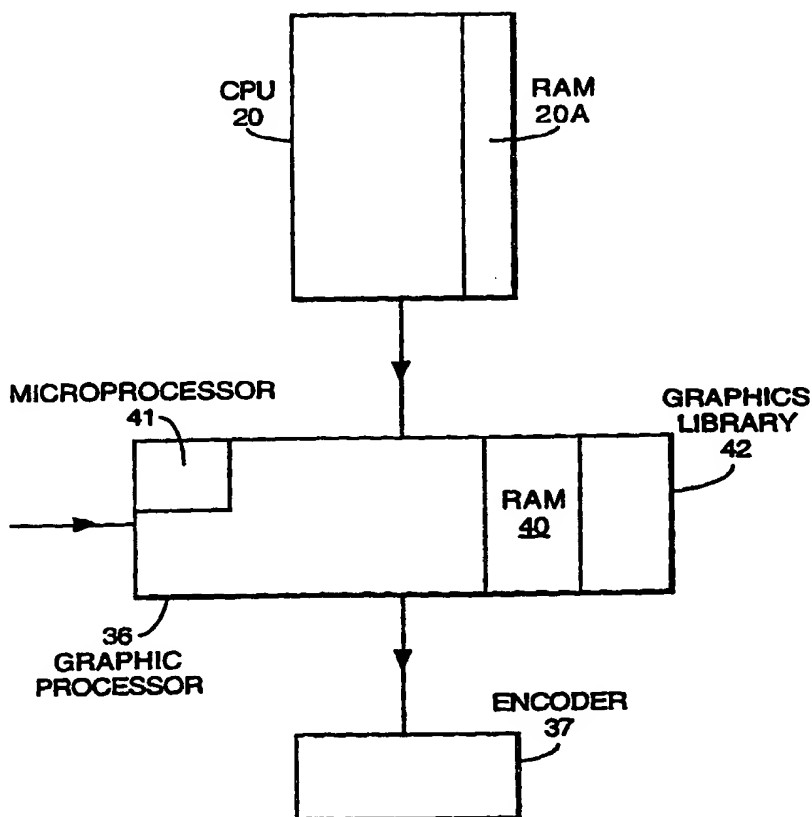 CPU
20
RAM
20A
MICROPROCESSOR
41
GRAPHICS
LIBRARY
42
RAM
40
36
GRAPHIC
PROCESSOR
ENCODER
37